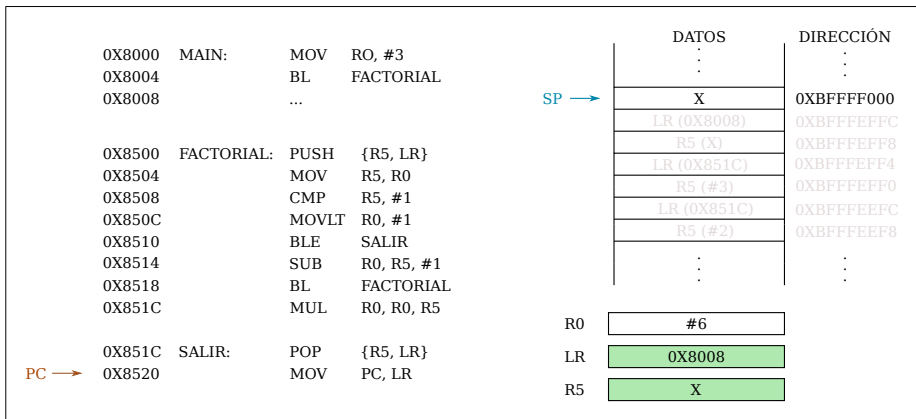 DATOS DIRECCIÓN
0X8000 MAIN: MOV RO, #3
0X8004 BL FACTORIAL
0X8008 ...
SP X 0XBFFFF000
LR (0X8008) 0XBFFFEFFC
R5 (X) 0XBFFFEFF8
0X8500 FACTORIAL: PUSH {R5, LR}
LR (0X851C) 0XBFFFEFF4
0X8504 MOV R5, R0
R5 (#3) 0XBFFFEFF0
0X8508 CMP R5, #1
LR (0X851C) 0XBFFFEEFC
0X850C MOVLT R0, #1
R5 (#2) 0XBFFFEEF8
0X8510 BLE SALIR
0X8514 SUB R0, R5, #1
0X8518 BL FACTORIAL
0X851C MUL R0, R0, R5
R0 #6
0X851C SALIR: POP {R5, LR}
LR 0X8008
PC 0X8520 MOV PC, LR
R5 X